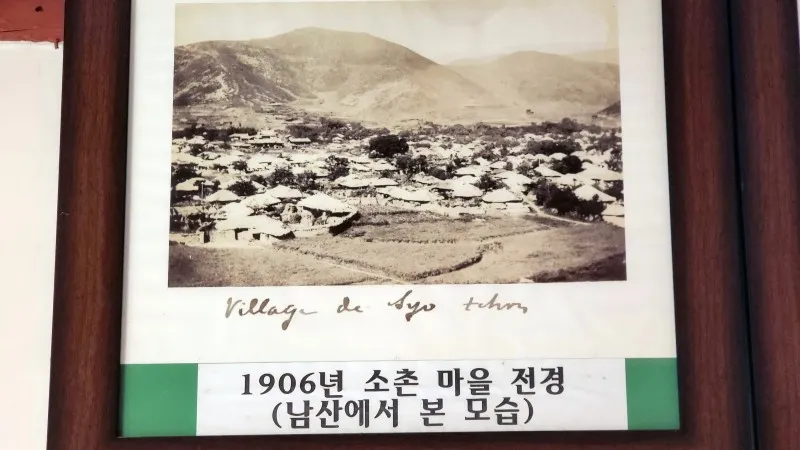 Village de Syo tchon
1906년 소촌 마을 전경
(남산에서 본 모습)